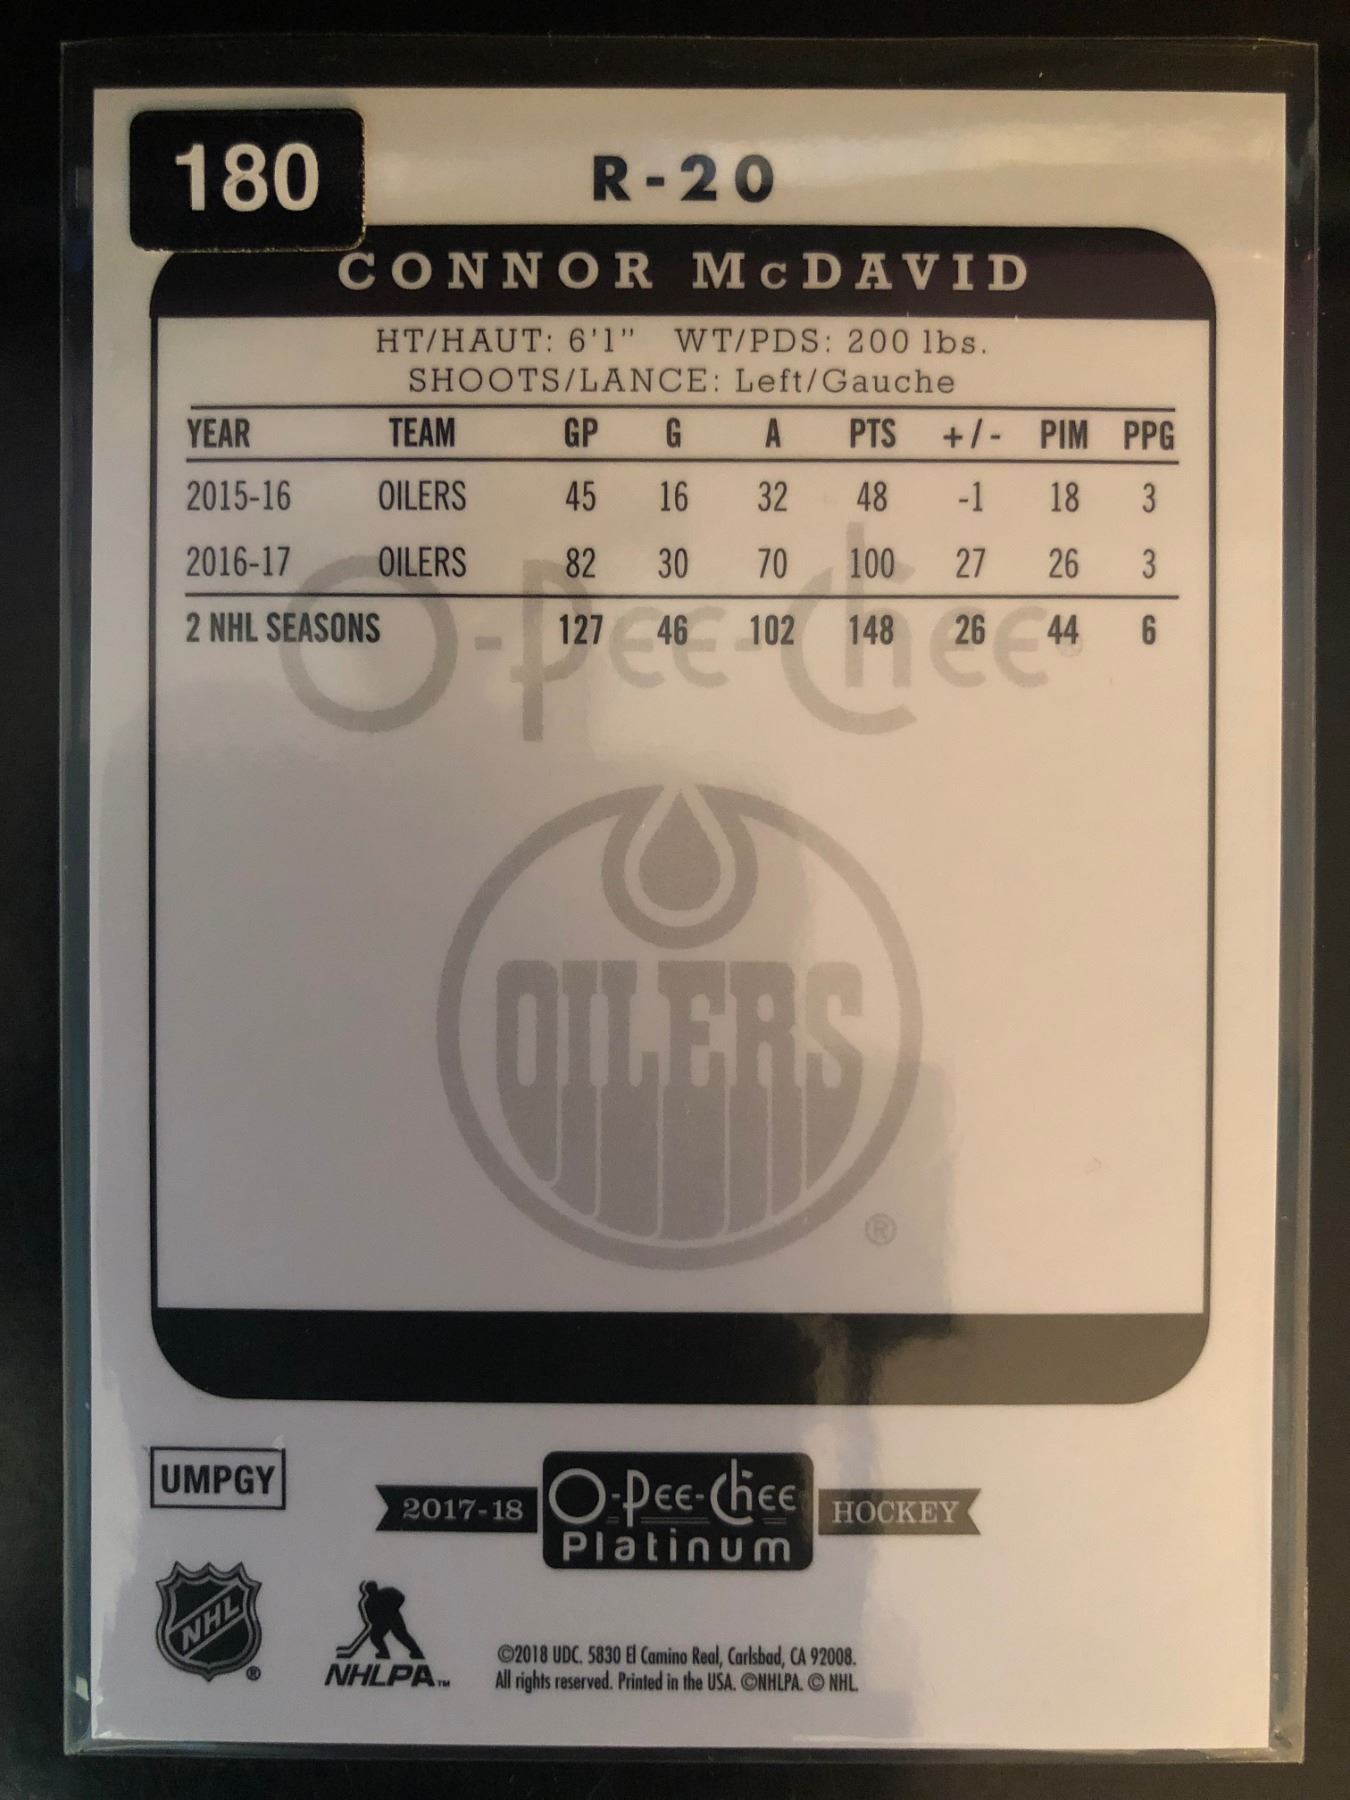 180
R-20
CONNOR McDAVID
HT/HAUT: 6'1" WT/PDS: 200 lbs.
SHOOTS/LANCE: Left/Gauche
YEAR TEAM GP G A PTS +/- PIM PPG
2015-16 OILERS 45 16 32 48 -1 18 3
2016-17 OILERS 82 30 70 100 27 26 3
2 NHL SEASONS 127 46 102 148 26 44 6
O-Pee-Chee®
OILERS
®
UMPGY
2017-18 O-Pee-Chee HOCKEY
Platinum
NHL®
NHLPA™
©2018 UDC. 5830 El Camino Real, Carlsbad, CA 92008.
All rights reserved. Printed in the USA. ©NHLPA. © NHL.